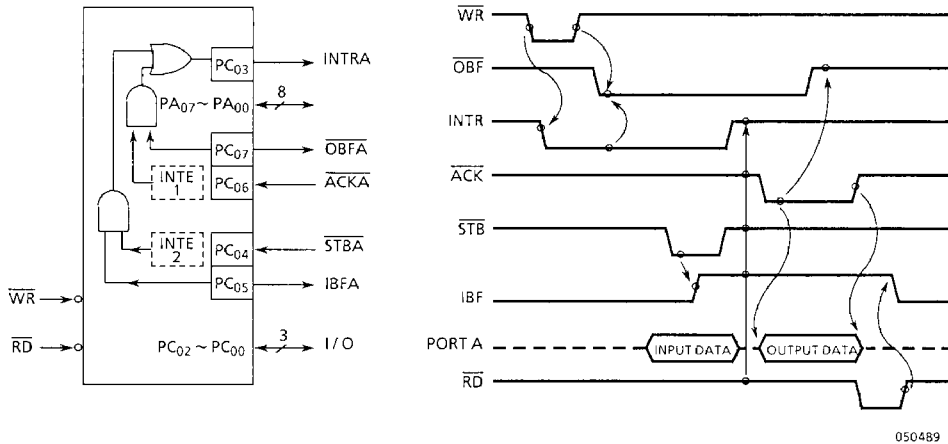 PC03
INTRA
PA07 ~ PA00
8
PC07
OBFA
INTE
1
PC06
ACKA
INTE
2
PC04
STBA
PC05
IBFA
WR
RD
PC02 ~ PC00
3
I/O
WR
OBF
INTR
ACK
STB
IBF
PORT A
INPUT DATA
OUTPUT DATA
RD
050489